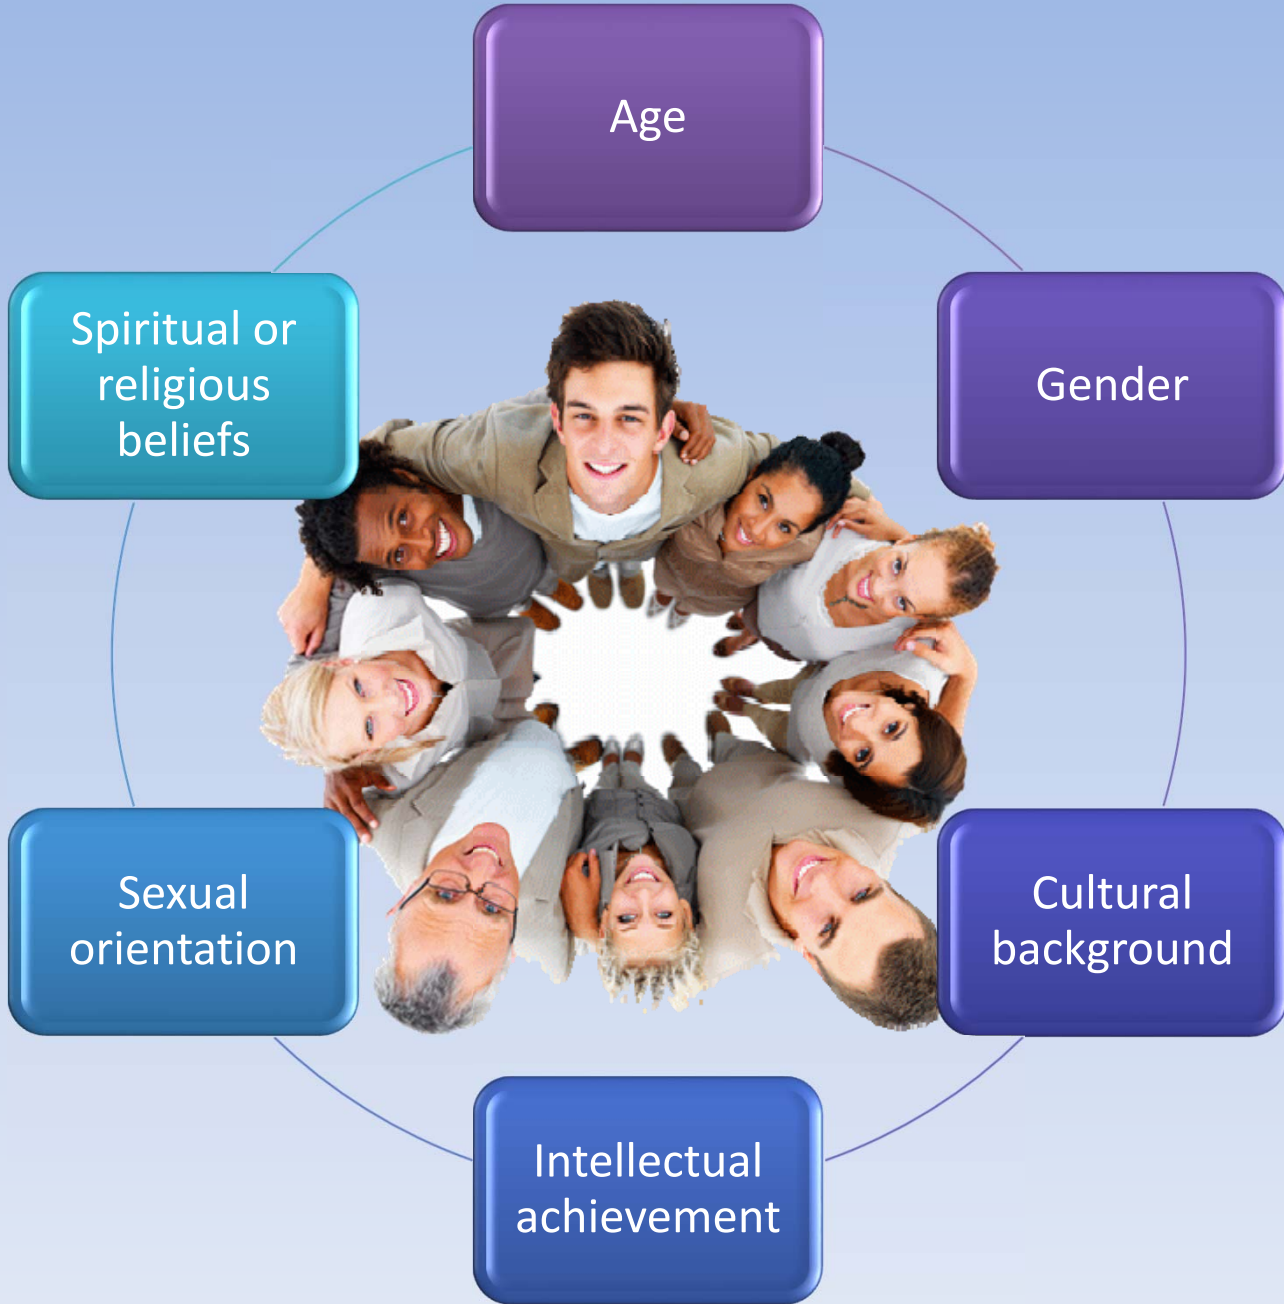 Age
Gender
Cultural
background
Intellectual
achievement
Sexual
orientation
Spiritual or
religious
beliefs